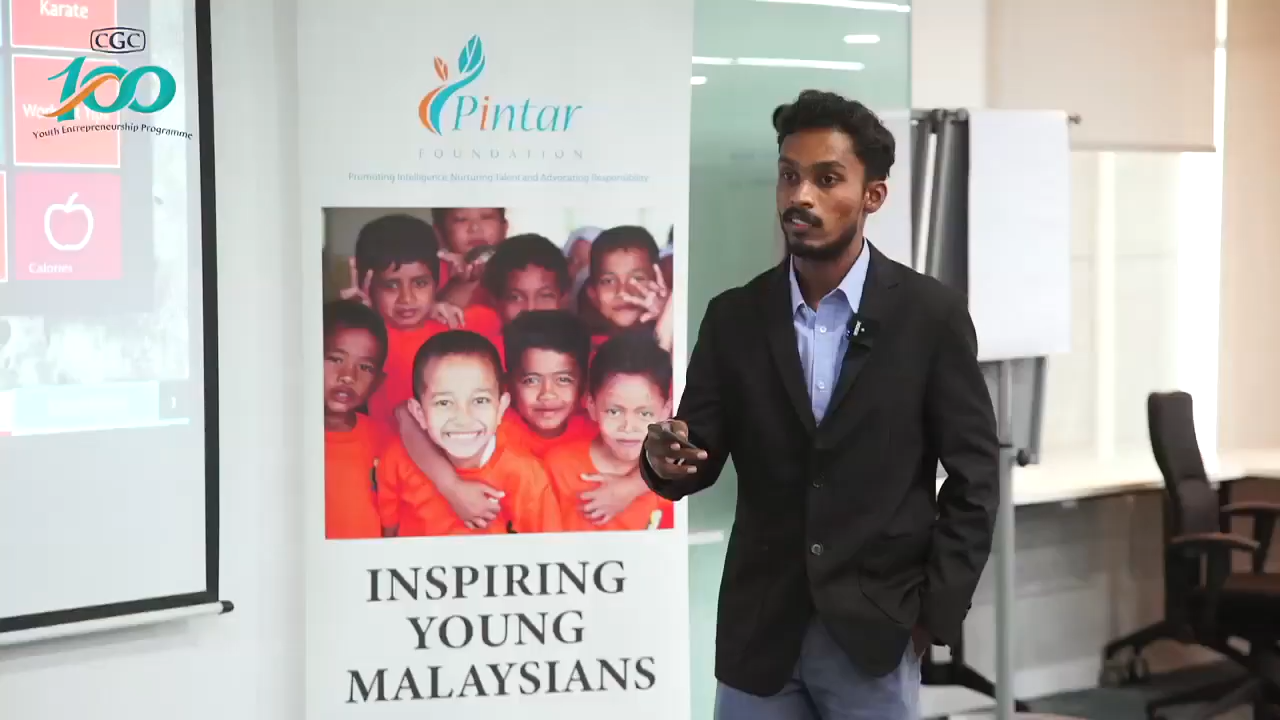 Karate
CGC
100
Youth Entrepreneurship Programme
Calories
Pintar
FOUNDATION
Promoting Intelligence Nurturing Talent and Advocating Responsibility
INSPIRING
YOUNG
MALAYSIANS